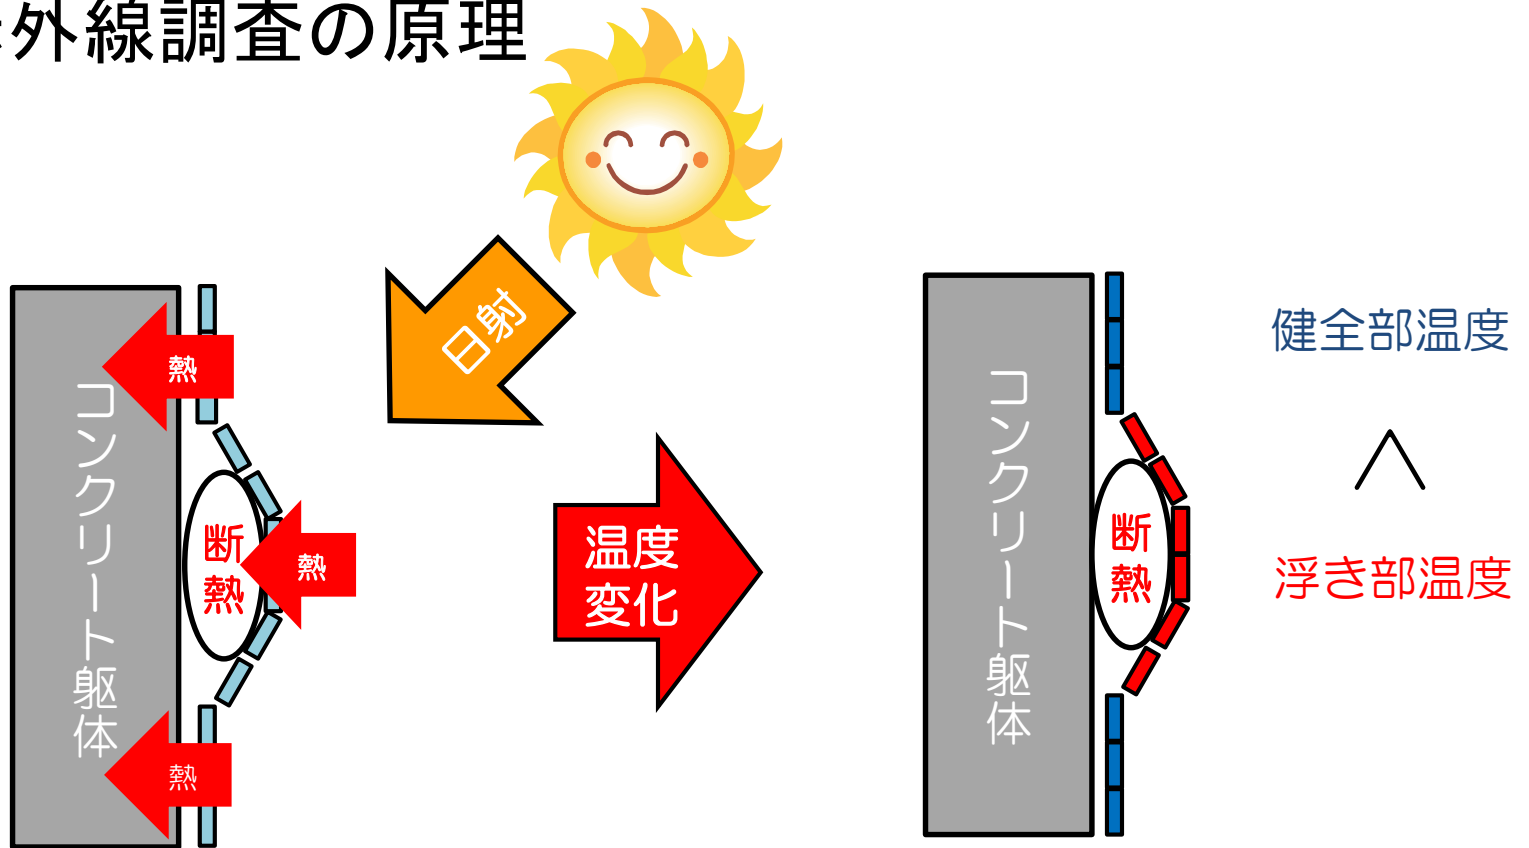 外線調査の原理
日射
熱
コンクリート躯体
断
熱
熱
熱
温度
変化
コンクリート躯体
断
熱
健全部温度
＜
浮き部温度